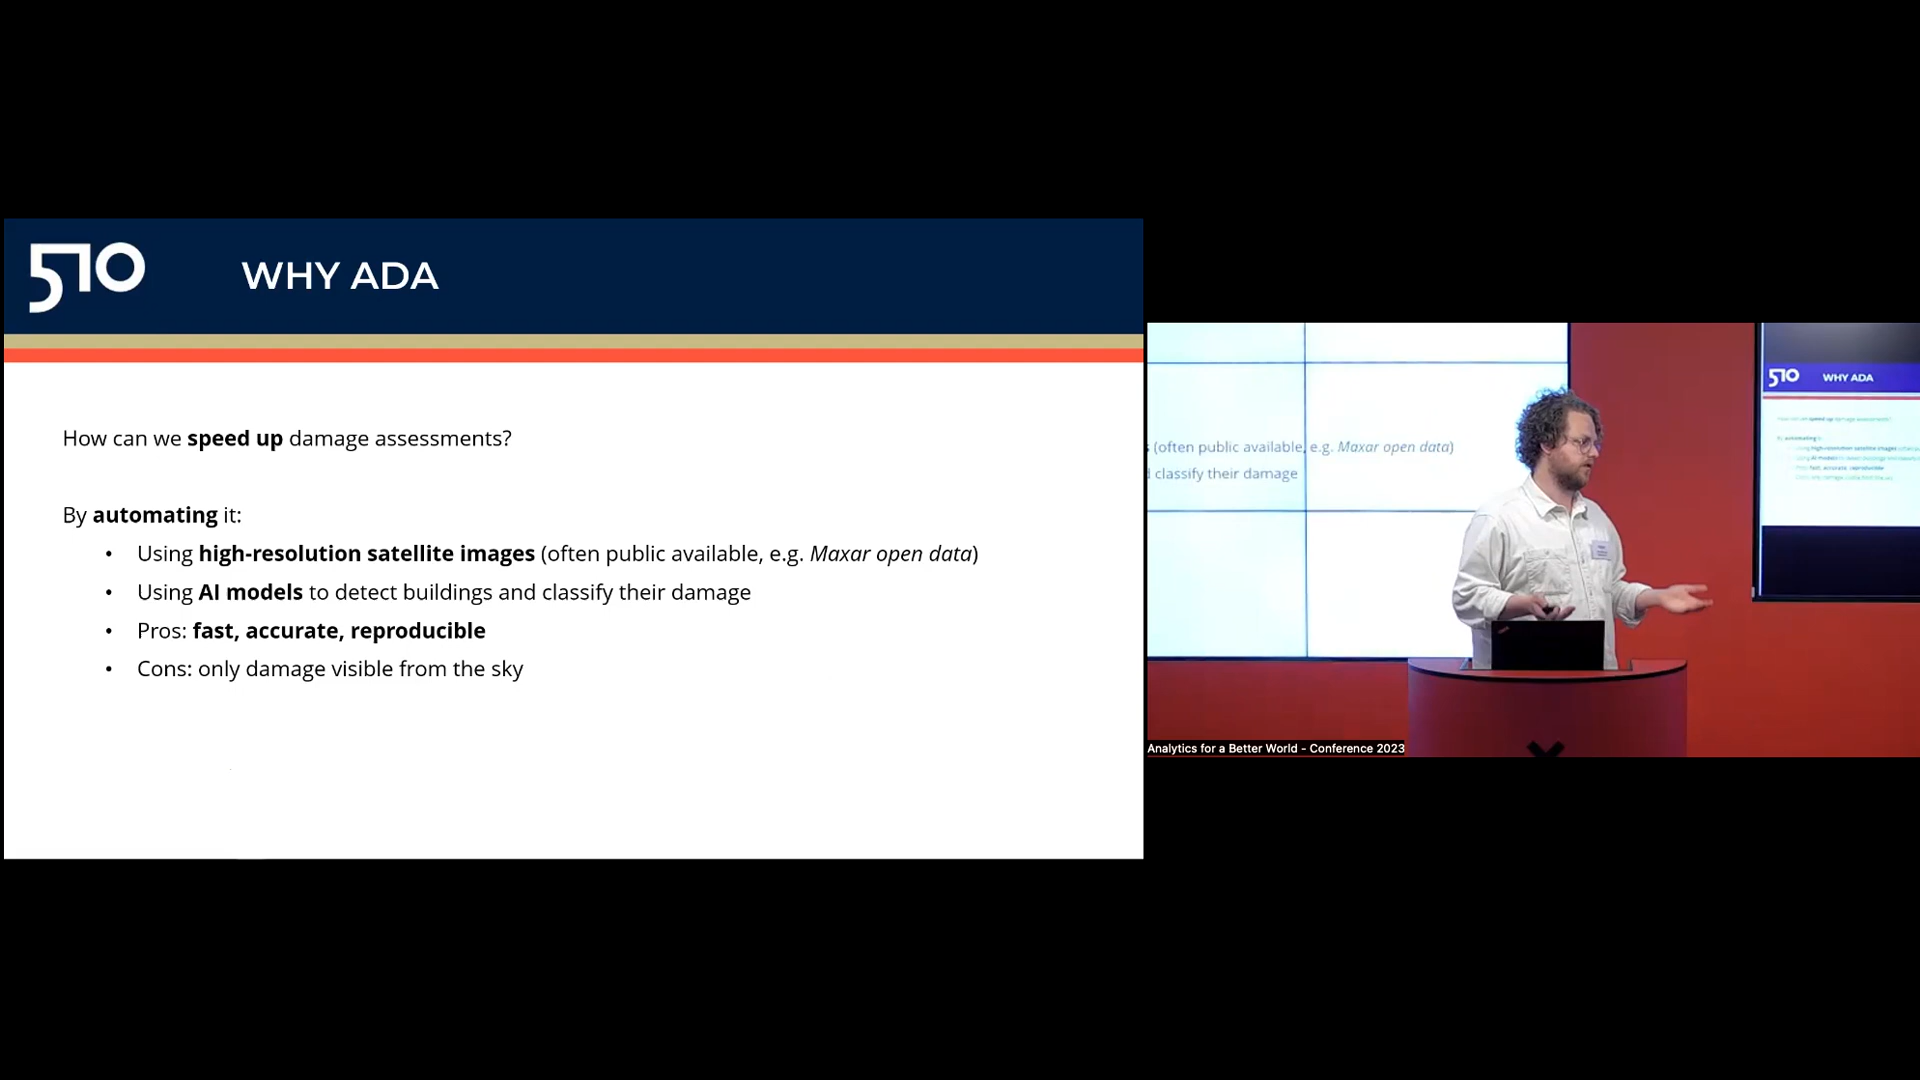 510
WHY ADA
How can we speed up damage assessments?
By automating it:
• Using high-resolution satellite images (often public available, e.g. Maxar open data)
• Using AI models to detect buildings and classify their damage
• Pros: fast, accurate, reproducible
• Cons: only damage visible from the sky
(often public available, e.g. Maxar open data)
classify their damage
510 WHY ADA
Analytics for a Better World - Conference 2023